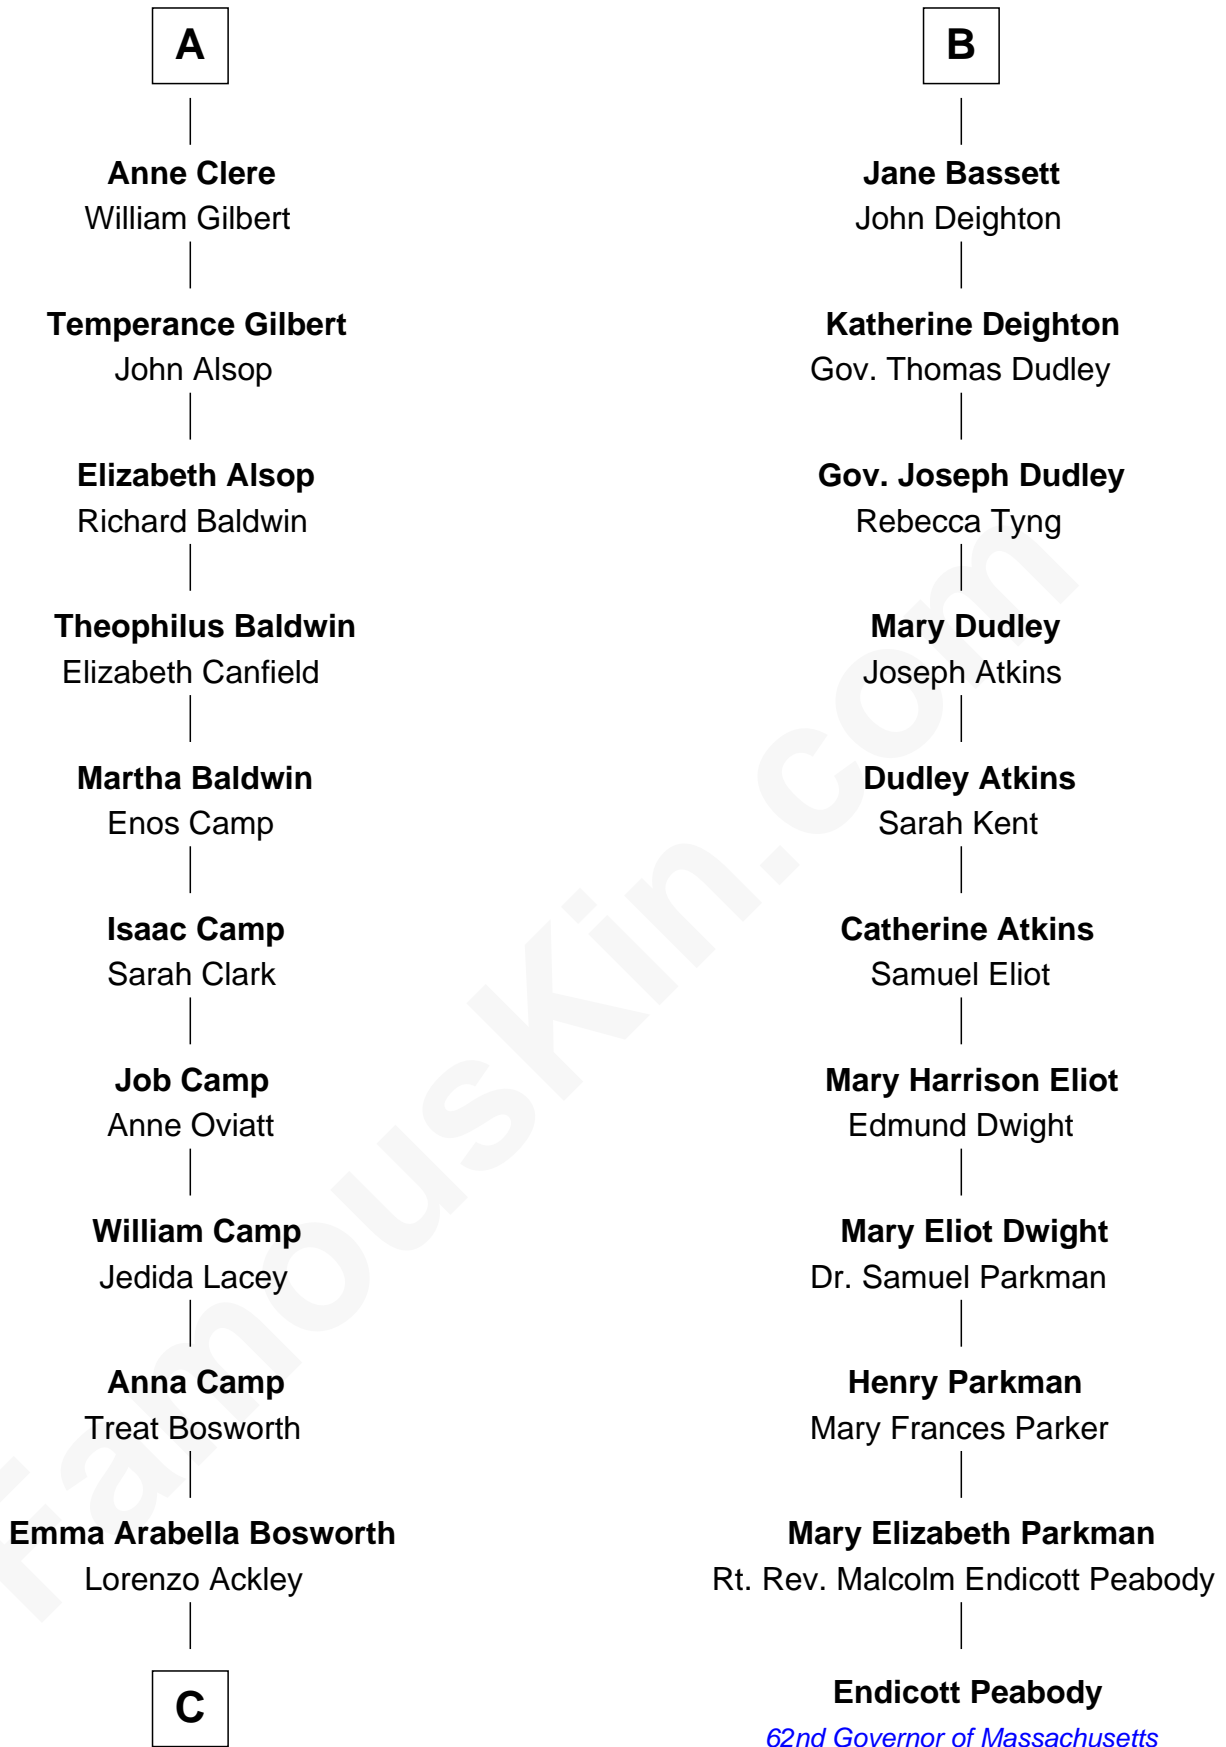 A
Anne Clere
William Gilbert
Temperance Gilbert
John Alsop
Elizabeth Alsop
Richard Baldwin
Theophilus Baldwin
Elizabeth Canfield
Martha Baldwin
Enos Camp
Isaac Camp
Sarah Clark
Job Camp
Anne Oviatt
William Camp
Jedida Lacey
Anna Camp
Treat Bosworth
Emma Arabella Bosworth
Lorenzo Ackley
C
B
Jane Bassett
John Deighton
Katherine Deighton
Gov. Thomas Dudley
Gov. Joseph Dudley
Rebecca Tyng
Mary Dudley
Joseph Atkins
Dudley Atkins
Sarah Kent
Catherine Atkins
Samuel Eliot
Mary Harrison Eliot
Edmund Dwight
Mary Eliot Dwight
Dr. Samuel Parkman
Henry Parkman
Mary Frances Parker
Mary Elizabeth Parkman
Rt. Rev. Malcolm Endicott Peabody
Endicott Peabody
62nd Governor of Massachusetts
FamousKin.com